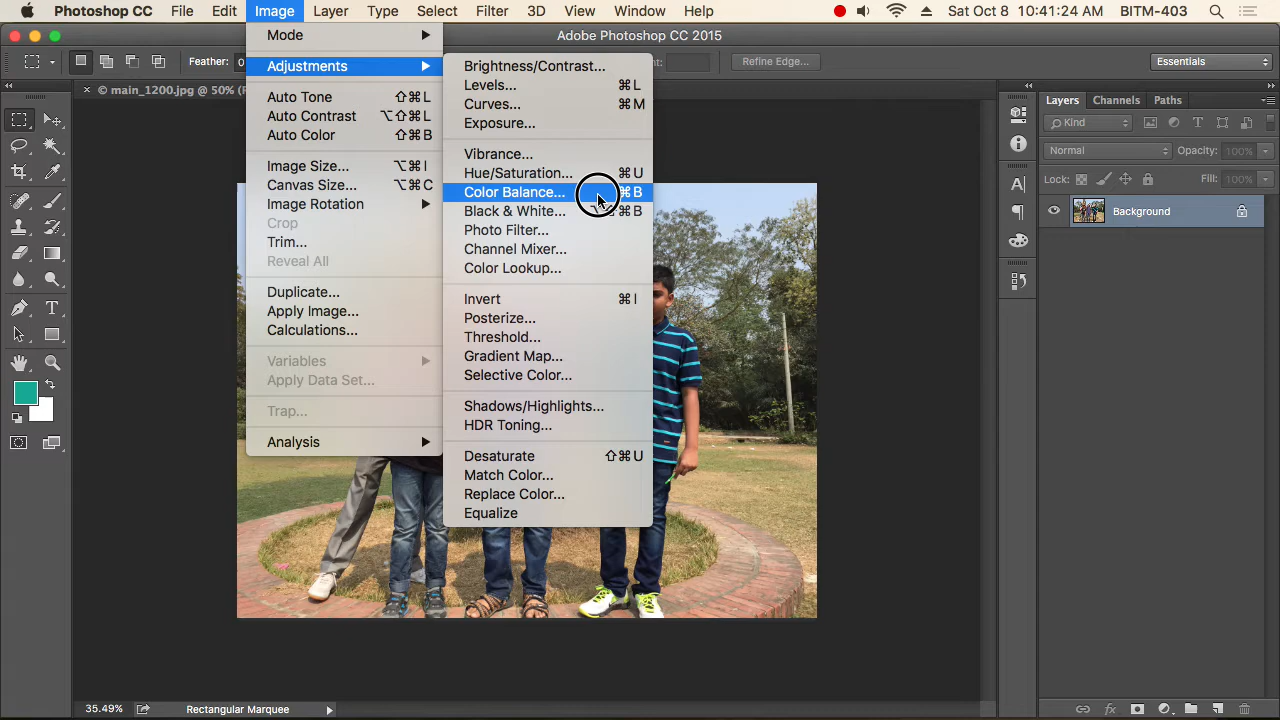 Photoshop CC File Edit Image Layer Type Select Filter 3D View Window Help Sat Oct 8 10:41:24 AM BITM-403
Adobe Photoshop CC 2015
Feather: 0 Refine Edge... Essentials
× © main_1200.jpg @ 50%
Mode
Adjustments
Auto Tone ⇧⌘L
Auto Contrast ⌥⇧⌘L
Auto Color ⇧⌘B
Image Size... ⌥⌘I
Canvas Size... ⌥⌘C
Image Rotation
Crop
Trim...
Reveal All
Duplicate...
Apply Image...
Calculations...
Variables
Apply Data Set...
Trap...
Analysis
Brightness/Contrast...
Levels... ⌘L
Curves... ⌘M
Exposure...
Vibrance...
Hue/Saturation... ⌘U
Color Balance... ⌘B
Black & White... ⌥⇧⌘B
Photo Filter...
Channel Mixer...
Color Lookup...
Invert ⌘I
Posterize...
Threshold...
Gradient Map...
Selective Color...
Shadows/Highlights...
HDR Toning...
Desaturate ⇧⌘U
Match Color...
Replace Color...
Equalize
Layers Channels Paths
Kind
Normal Opacity: 100%
Lock: Fill: 100%
Background
35.49% Rectangular Marquee